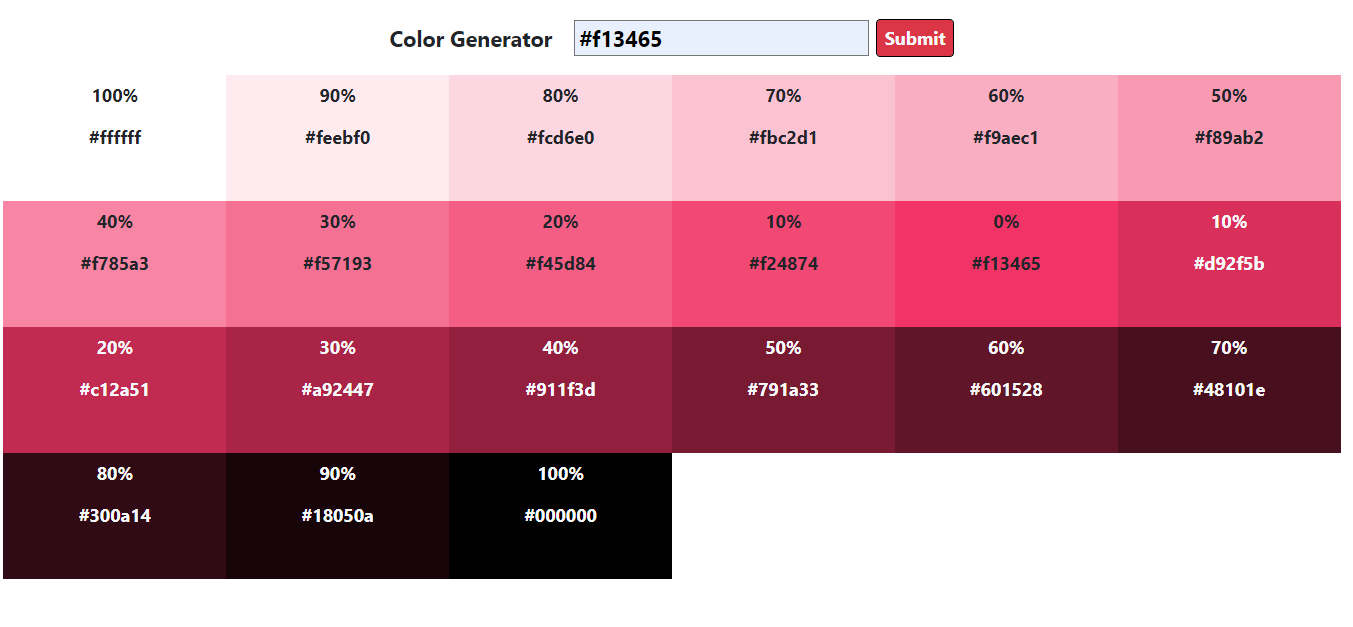 Color Generator #f13465 Submit
100% 90% 80% 70% 60% 50%
#ffffff #feebf0 #fcd6e0 #fbc2d1 #f9aec1 #f89ab2
40% 30% 20% 10% 0% 10%
#f785a3 #f57193 #f45d84 #f24874 #f13465 #d92f5b
20% 30% 40% 50% 60% 70%
#c12a51 #a92447 #911f3d #791a33 #601528 #48101e
80% 90% 100%
#300a14 #18050a #000000